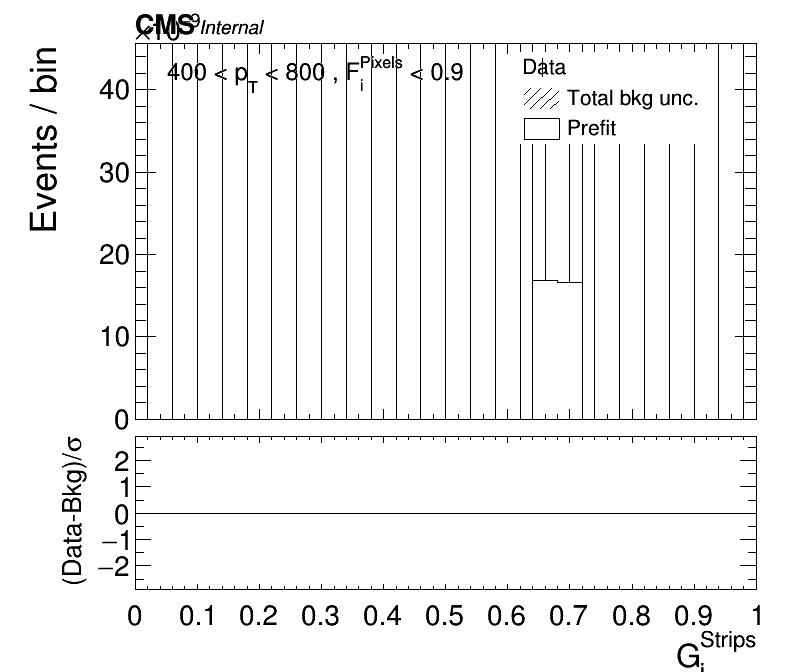 CMS Internal
×10⁻⁹
400 < p_T < 800 , F_i^Pixels < 0.9
Data
Total bkg unc.
Prefit
Events / bin
40
30
20
10
0
(Data-Bkg)/σ
2
1
0
−1
−2
0 0.1 0.2 0.3 0.4 0.5 0.6 0.7 0.8 0.9 1
G_i^Strips